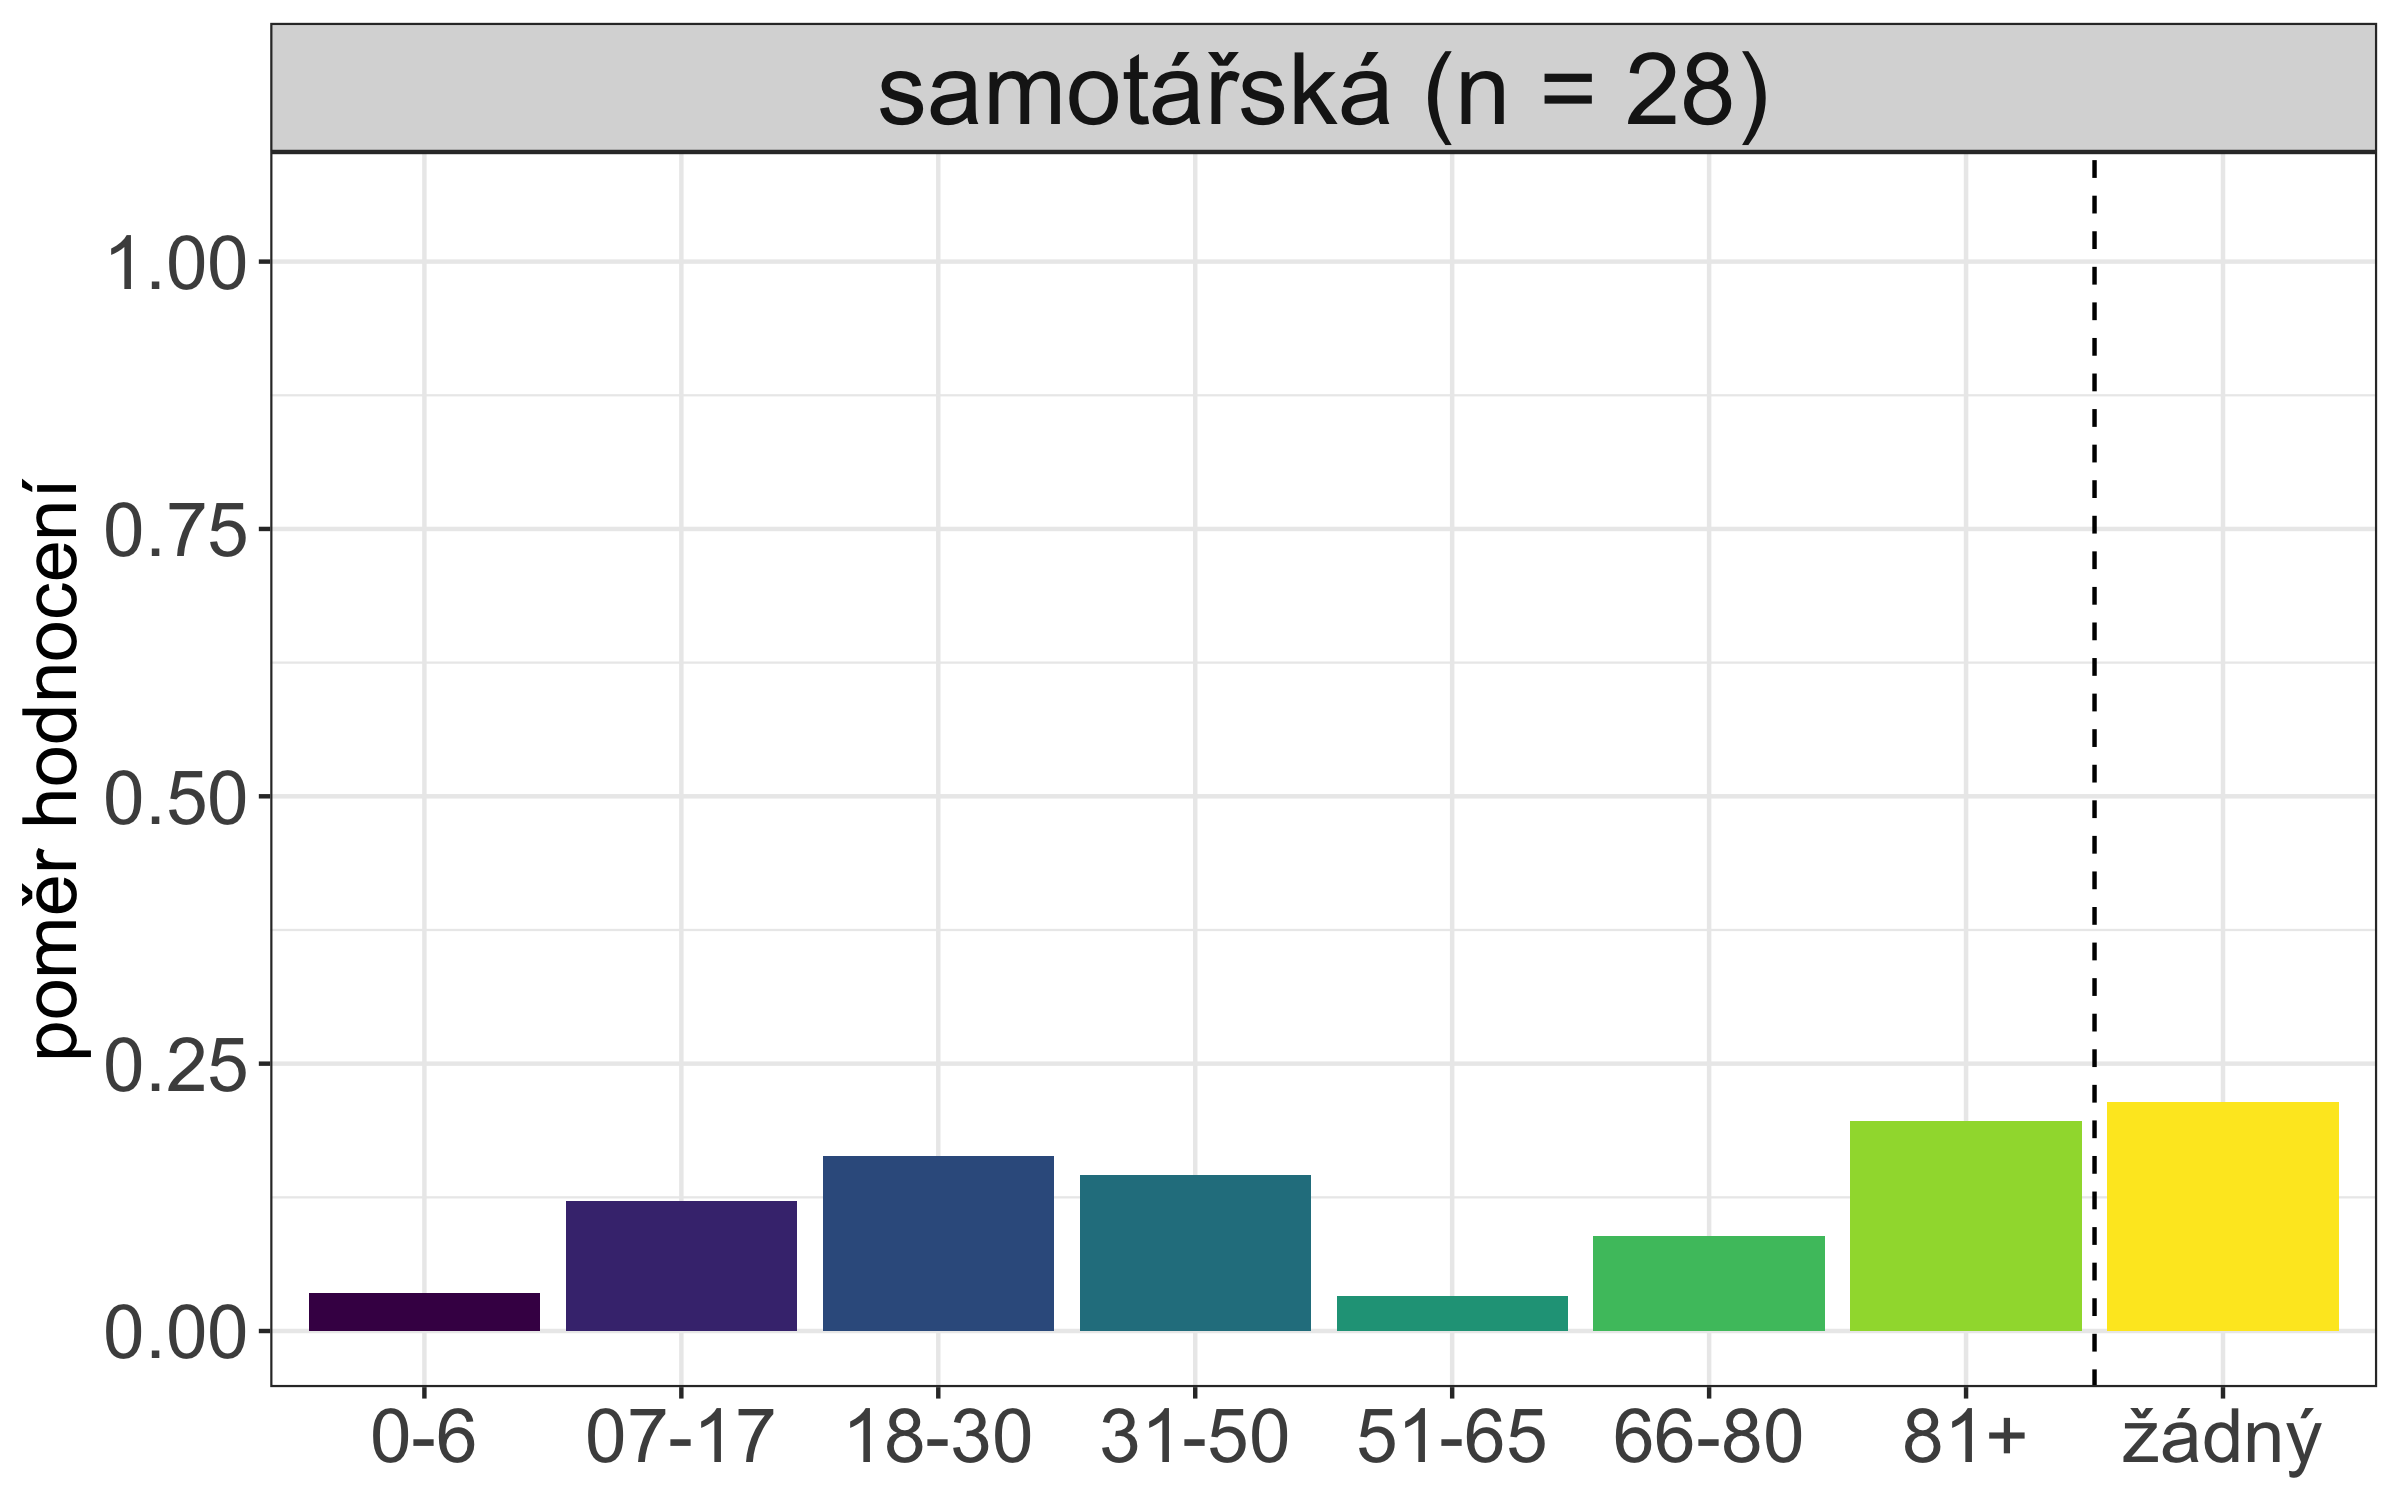 samotářská (n = 28)
poměr hodnocení
1.00
0.75
0.50
0.25
0.00
0-6 07-17 18-30 31-50 51-65 66-80 81+ žádný